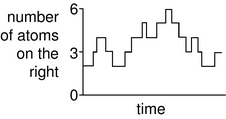 number
of atoms
on the
right
6
3
0
time